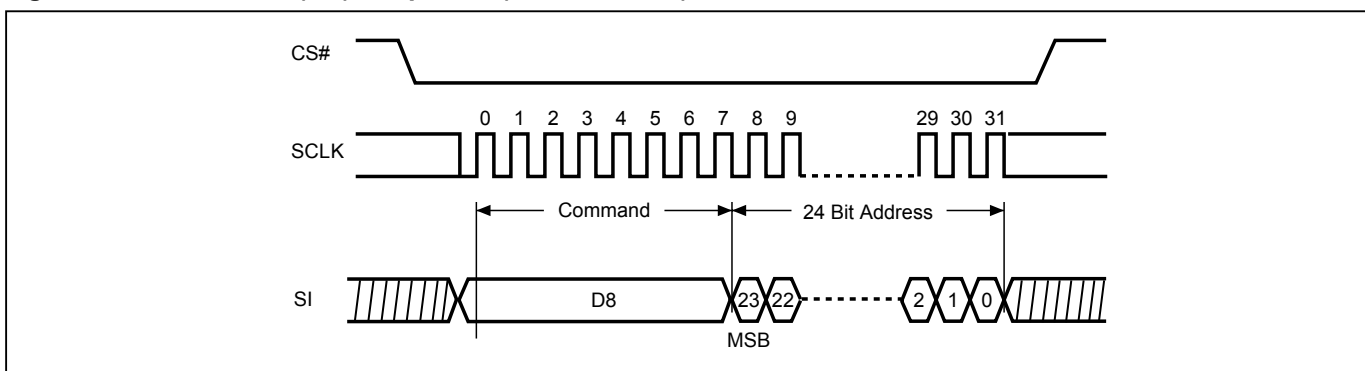 CS#
0 1 2 3 4 5 6 7 8 9 29 30 31
SCLK
Command 24 Bit Address
SI D8 23 22 2 1 0
MSB